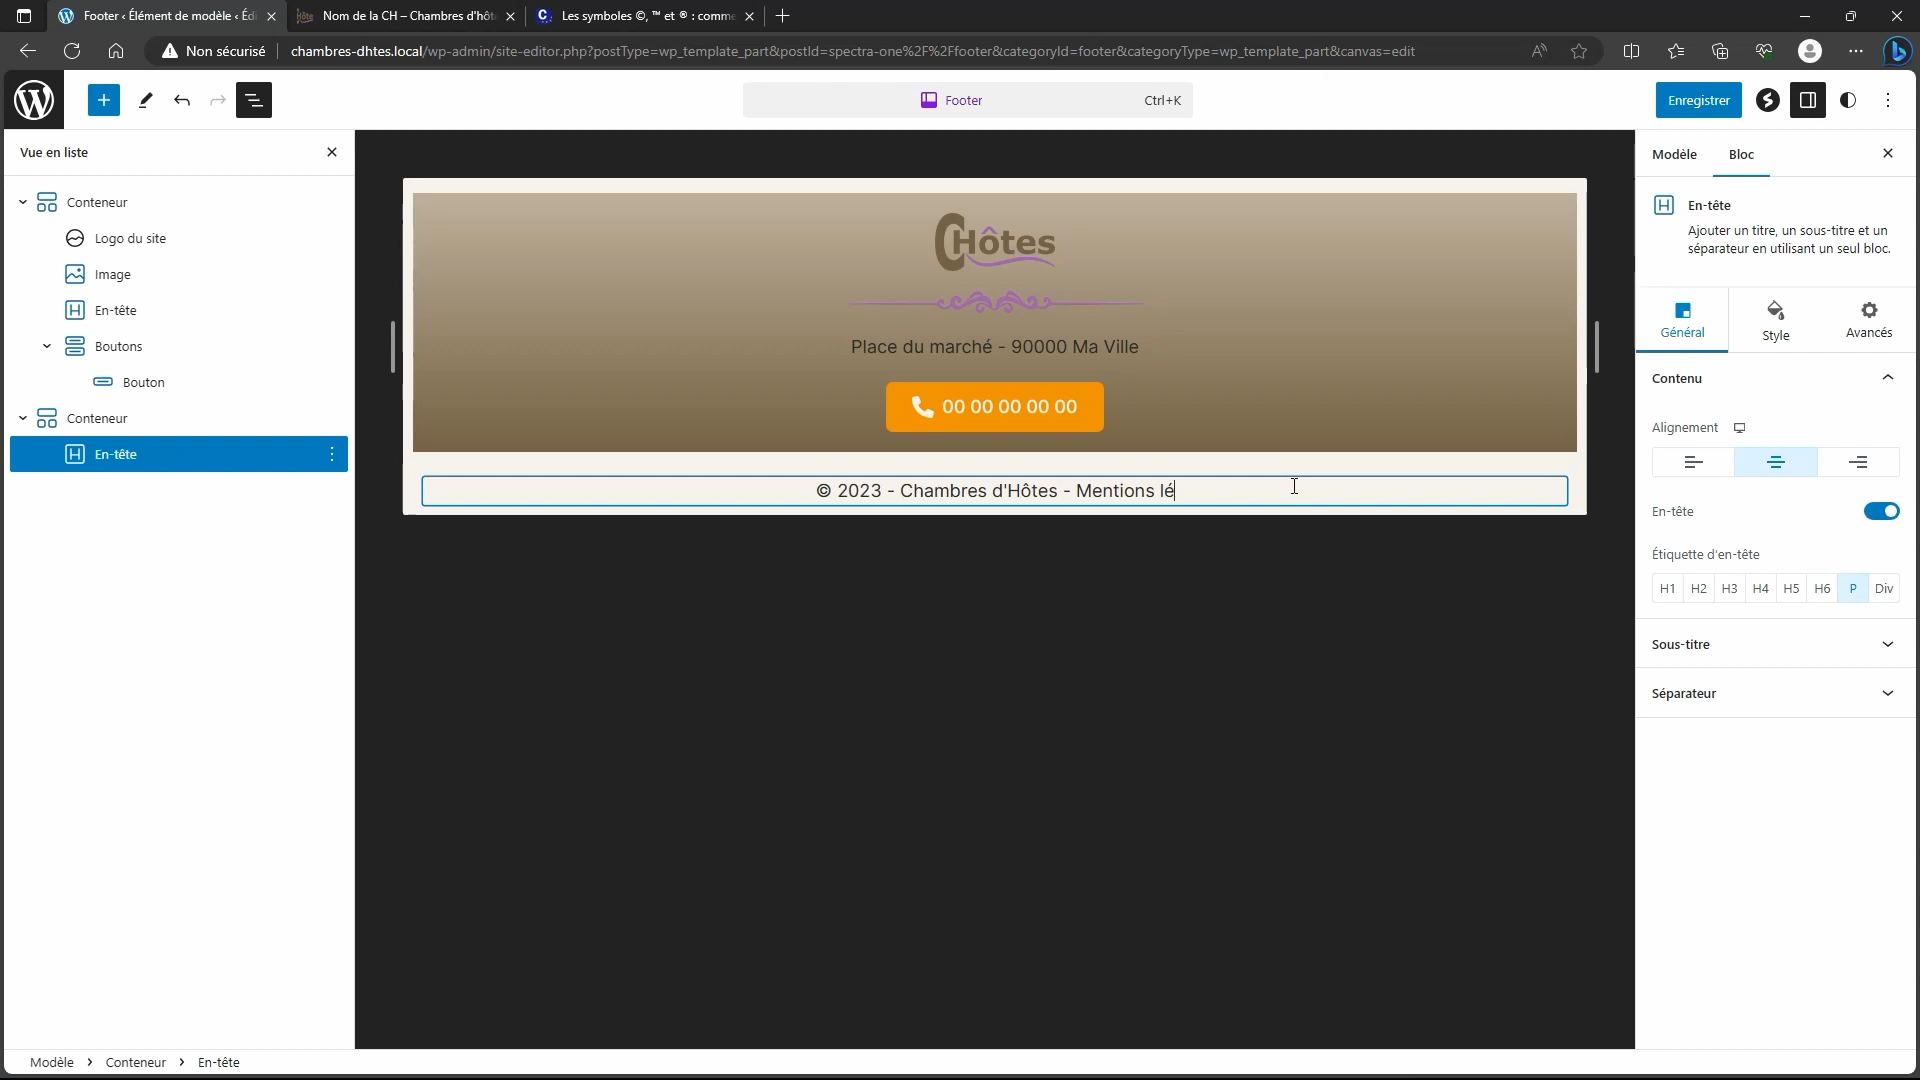 Footer ‹ Élément de modèle ‹ Édi
Nom de la CH – Chambres d'hôt
Les symboles ©, ™ et ® : comme
Non sécurisé
chambres-dhtes.local/wp-admin/site-editor.php?postType=wp_template_part&postId=spectra-one%2F%2Ffooter&categoryId=footer&categoryType=wp_template_part&canvas=edit
Footer
Ctrl+K
Enregistrer
Vue en liste
Conteneur
Logo du site
Image
En-tête
Boutons
Bouton
Conteneur
En-tête
CHôtes
Place du marché - 90000 Ma Ville
00 00 00 00 00
© 2023 - Chambres d'Hôtes - Mentions lé
Modèle
Bloc
En-tête
Ajouter un titre, un sous-titre et un
séparateur en utilisant un seul bloc.
Général
Style
Avancés
Contenu
Alignement
En-tête
Étiquette d'en-tête
H1 H2 H3 H4 H5 H6 P Div
Sous-titre
Séparateur
Modèle › Conteneur › En-tête